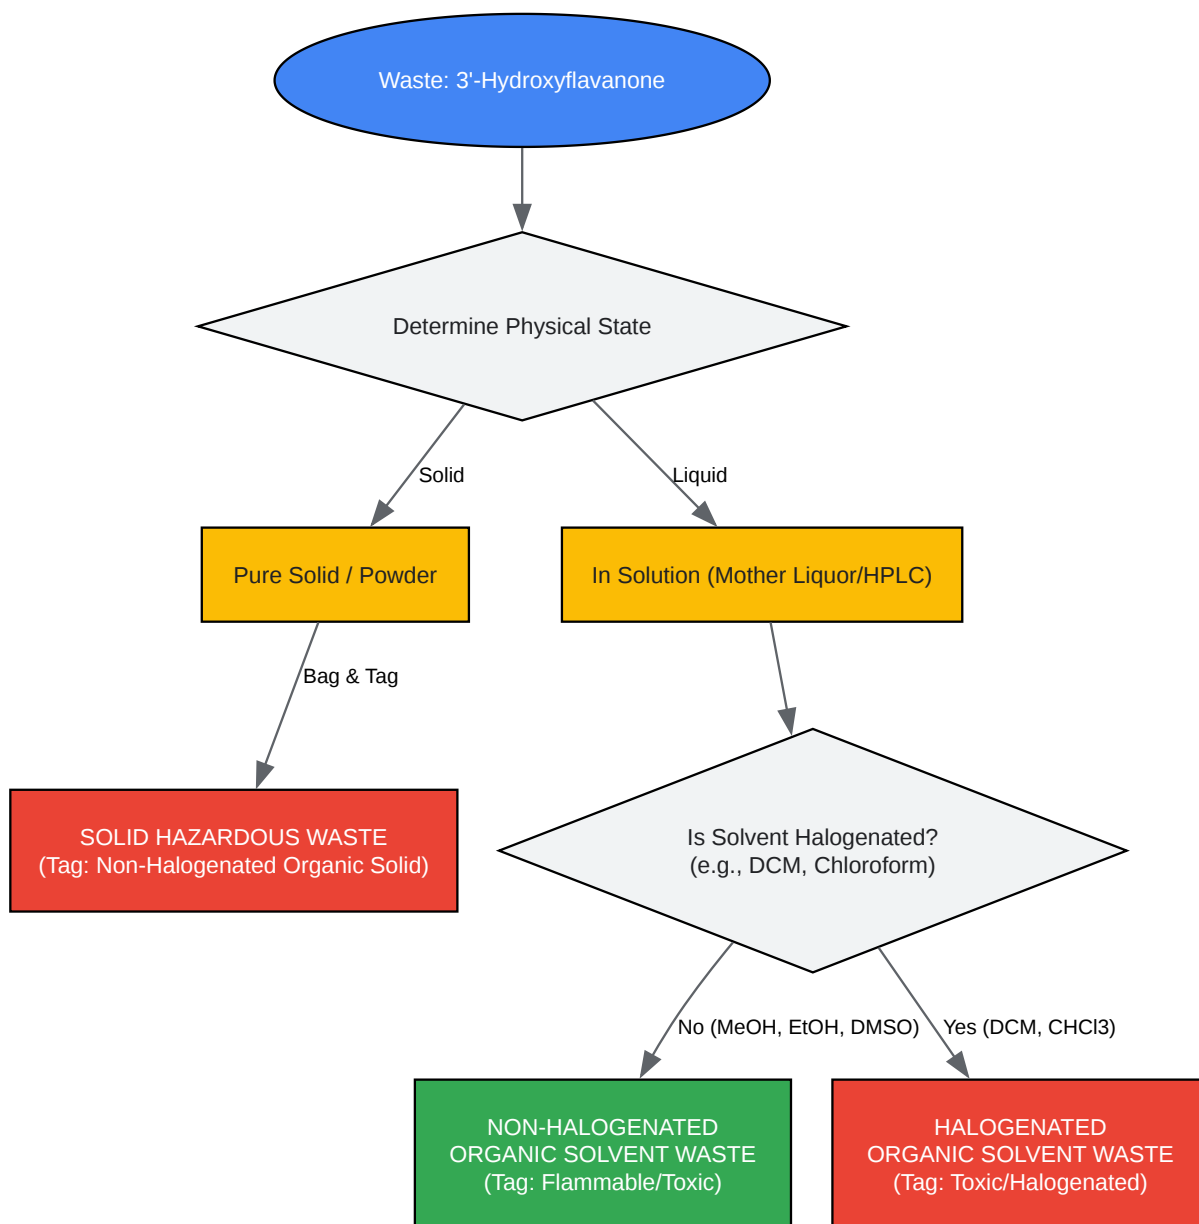 Waste: 3'-Hydroxyflavanone
Determine Physical State
Solid
Liquid
Pure Solid / Powder
In Solution (Mother Liquor/HPLC)
Bag & Tag
SOLID HAZARDOUS WASTE
(Tag: Non-Halogenated Organic Solid)
Is Solvent Halogenated?
(e.g., DCM, Chloroform)
No (MeOH, EtOH, DMSO)
Yes (DCM, CHCl3)
NON-HALOGENATED
ORGANIC SOLVENT WASTE
(Tag: Flammable/Toxic)
HALOGENATED
ORGANIC SOLVENT WASTE
(Tag: Toxic/Halogenated)